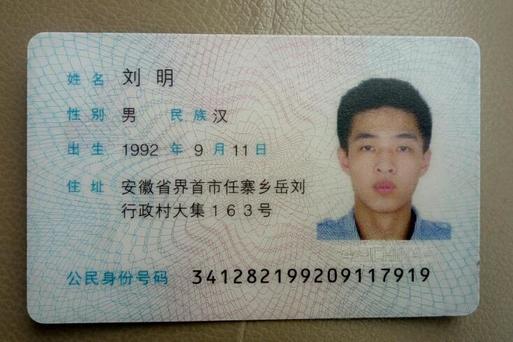 姓名 刘明
性别 男 民族 汉
出生 1992 年 9 月 11 日
住址 安徽省界首市任寨乡岳刘
行政村大集163号
公民身份号码 341282199209117919